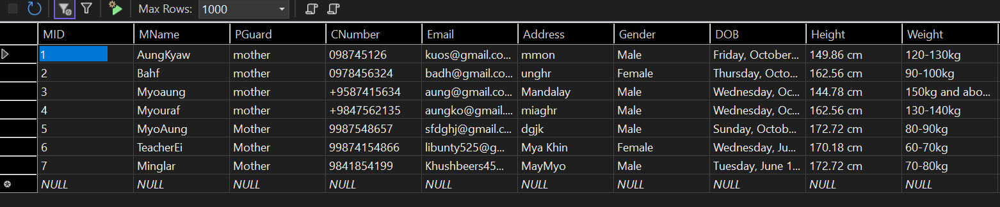 Max Rows: 1000
MID MName PGuard CNumber Email Address Gender DOB Height Weight
1 AungKyaw mother 098745126 kuos@gmail.co... mmon Male Friday, October... 149.86 cm 120-130kg
2 Bahf mother 0978456324 badh@gmail.co... unghr Female Thursday, Octo... 162.56 cm 90-100kg
3 Myoaung mother +9587415634 aung@gmail.co... Mandalay Male Wednesday, Oc... 144.78 cm 150kg and abo...
4 Myouraf mother +9847562135 aungko@gmail.... miaghr Male Wednesday, Oc... 162.56 cm 130-140kg
5 MyoAung Mother 9987548657 sfdghj@gmail.c... dgjk Male Sunday, Octob... 172.72 cm 80-90kg
6 TeacherEi Mother 99874154866 libunty525@g... Mya Khin Female Wednesday, Ju... 170.18 cm 60-70kg
7 Minglar Mother 9841854199 Khushbeers45... MayMyo Male Tuesday, June 1... 172.72 cm 70-80kg
NULL NULL NULL NULL NULL NULL NULL NULL NULL NULL